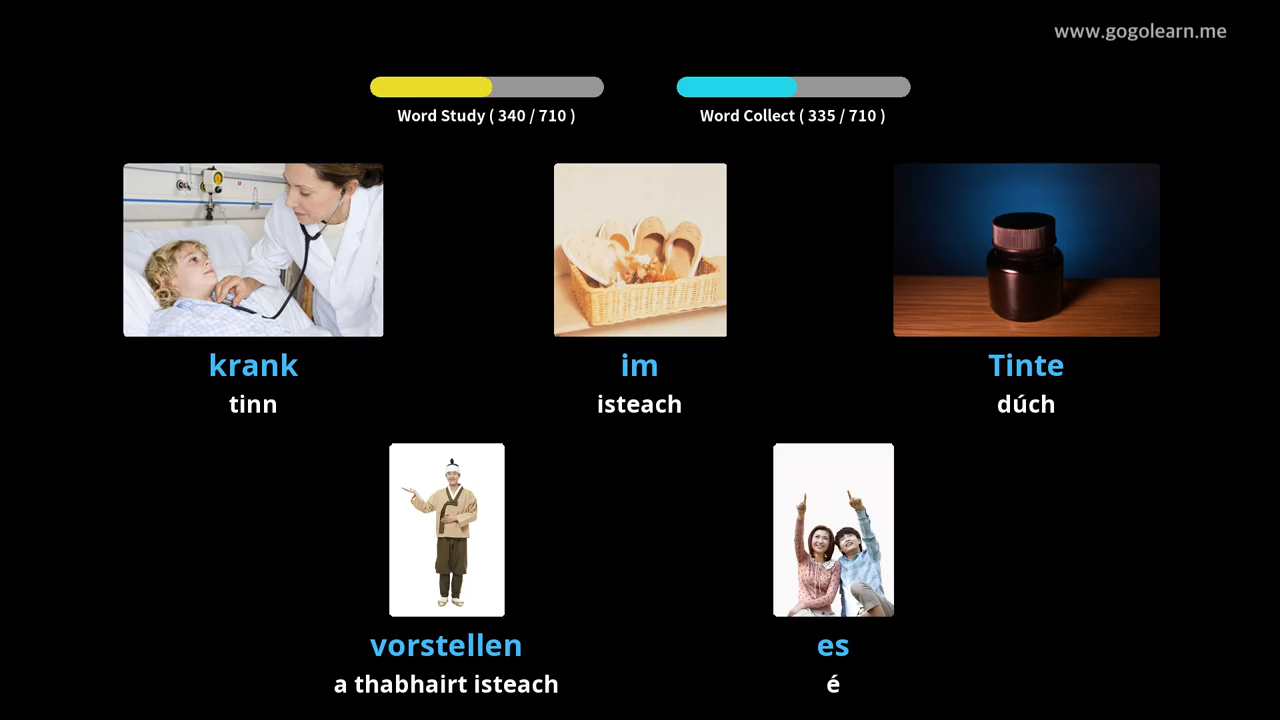 www.gogolearn.me
Word Study ( 340 / 710 )
Word Collect ( 335 / 710 )
krank
tinn
im
isteach
Tinte
dúch
vorstellen
a thabhairt isteach
es
é